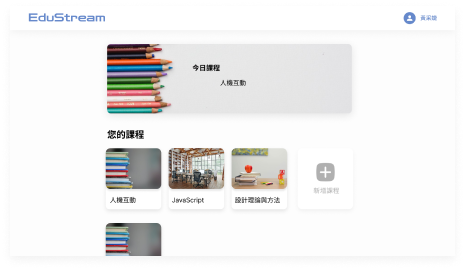 EduStream
黃采婕
今日課程
人機互動
您的課程
人機互動
JavaScript
設計理論與方法
新增課程